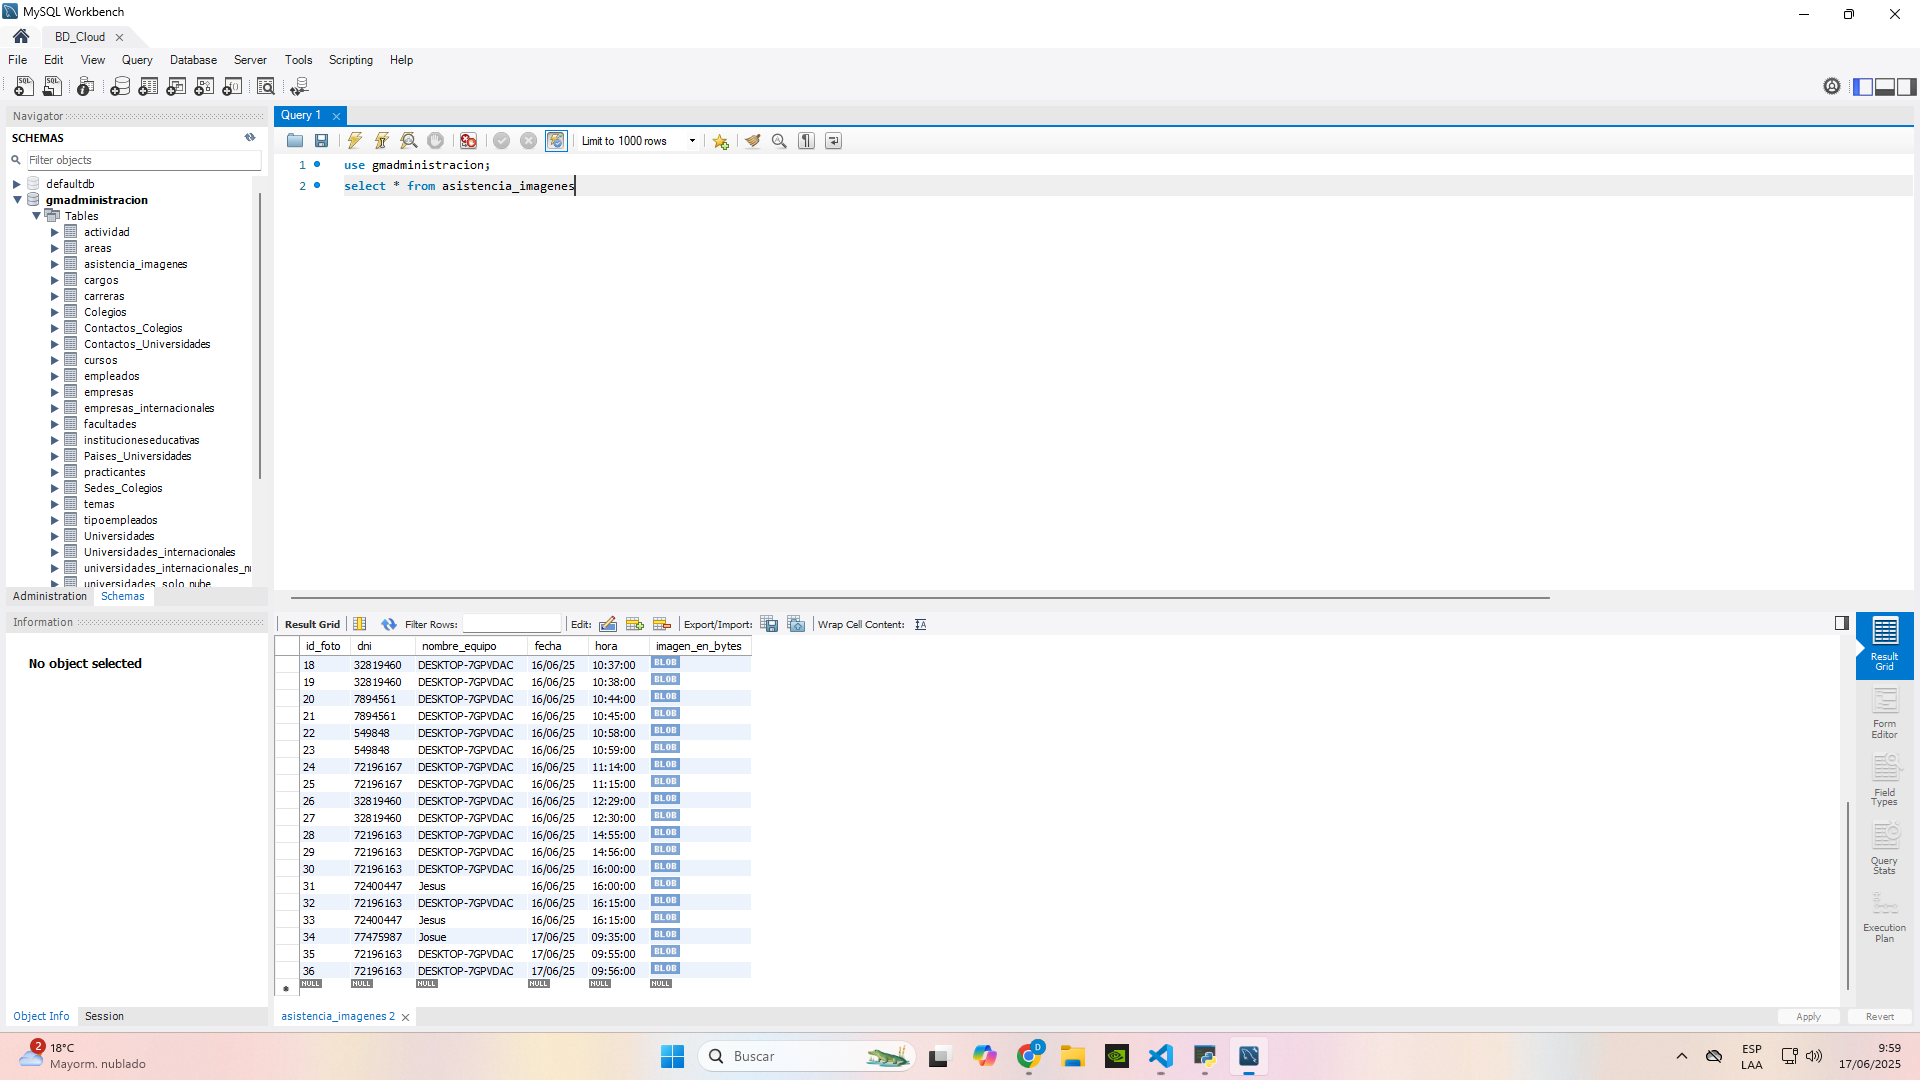 MySQL Workbench
BD_Cloud
File Edit View Query Database Server Tools Scripting Help
Navigator
SCHEMAS
Filter objects
defaultdb
gmadministracion
Tables
actividad
areas
asistencia_imagenes
cargos
carreras
Colegios
Contactos_Colegios
Contactos_Universidades
cursos
empleados
empresas
empresas_internacionales
facultades
institucioneseducativas
Paises_Universidades
practicantes
Sedes_Colegios
temas
tipoempleados
Universidades
Universidades_internacionales
universidades_internacionales_n
universidades_solo_nube
Administration Schemas
Information
No object selected
Object Info Session
Query 1
Limit to 1000 rows
1 use gmadministracion;
2 select * from asistencia_imagenes
Result Grid Filter Rows: Edit: Export/Import: Wrap Cell Content:
id_foto dni nombre_equipo fecha hora imagen_en_bytes
18 32819460 DESKTOP-7GPVDAC 16/06/25 10:37:00 BLOB
19 32819460 DESKTOP-7GPVDAC 16/06/25 10:38:00 BLOB
20 7894561 DESKTOP-7GPVDAC 16/06/25 10:44:00 BLOB
21 7894561 DESKTOP-7GPVDAC 16/06/25 10:45:00 BLOB
22 549848 DESKTOP-7GPVDAC 16/06/25 10:58:00 BLOB
23 549848 DESKTOP-7GPVDAC 16/06/25 10:59:00 BLOB
24 72196167 DESKTOP-7GPVDAC 16/06/25 11:14:00 BLOB
25 72196167 DESKTOP-7GPVDAC 16/06/25 11:15:00 BLOB
26 32819460 DESKTOP-7GPVDAC 16/06/25 12:29:00 BLOB
27 32819460 DESKTOP-7GPVDAC 16/06/25 12:30:00 BLOB
28 72196163 DESKTOP-7GPVDAC 16/06/25 14:55:00 BLOB
29 72196163 DESKTOP-7GPVDAC 16/06/25 14:56:00 BLOB
30 72196163 DESKTOP-7GPVDAC 16/06/25 16:00:00 BLOB
31 72400447 Jesus 16/06/25 16:00:00 BLOB
32 72196163 DESKTOP-7GPVDAC 16/06/25 16:15:00 BLOB
33 72400447 Jesus 16/06/25 16:15:00 BLOB
34 77475987 Josue 17/06/25 09:35:00 BLOB
35 72196163 DESKTOP-7GPVDAC 17/06/25 09:55:00 BLOB
36 72196163 DESKTOP-7GPVDAC 17/06/25 09:56:00 BLOB
NULL NULL NULL NULL NULL NULL
Result
Grid
Form
Editor
Field
Types
Query
Stats
Execution
Plan
asistencia_imagenes 2
Apply Revert
2
18°C
Mayorm. nublado
Buscar
D
ESP
LAA
9:59
17/06/2025